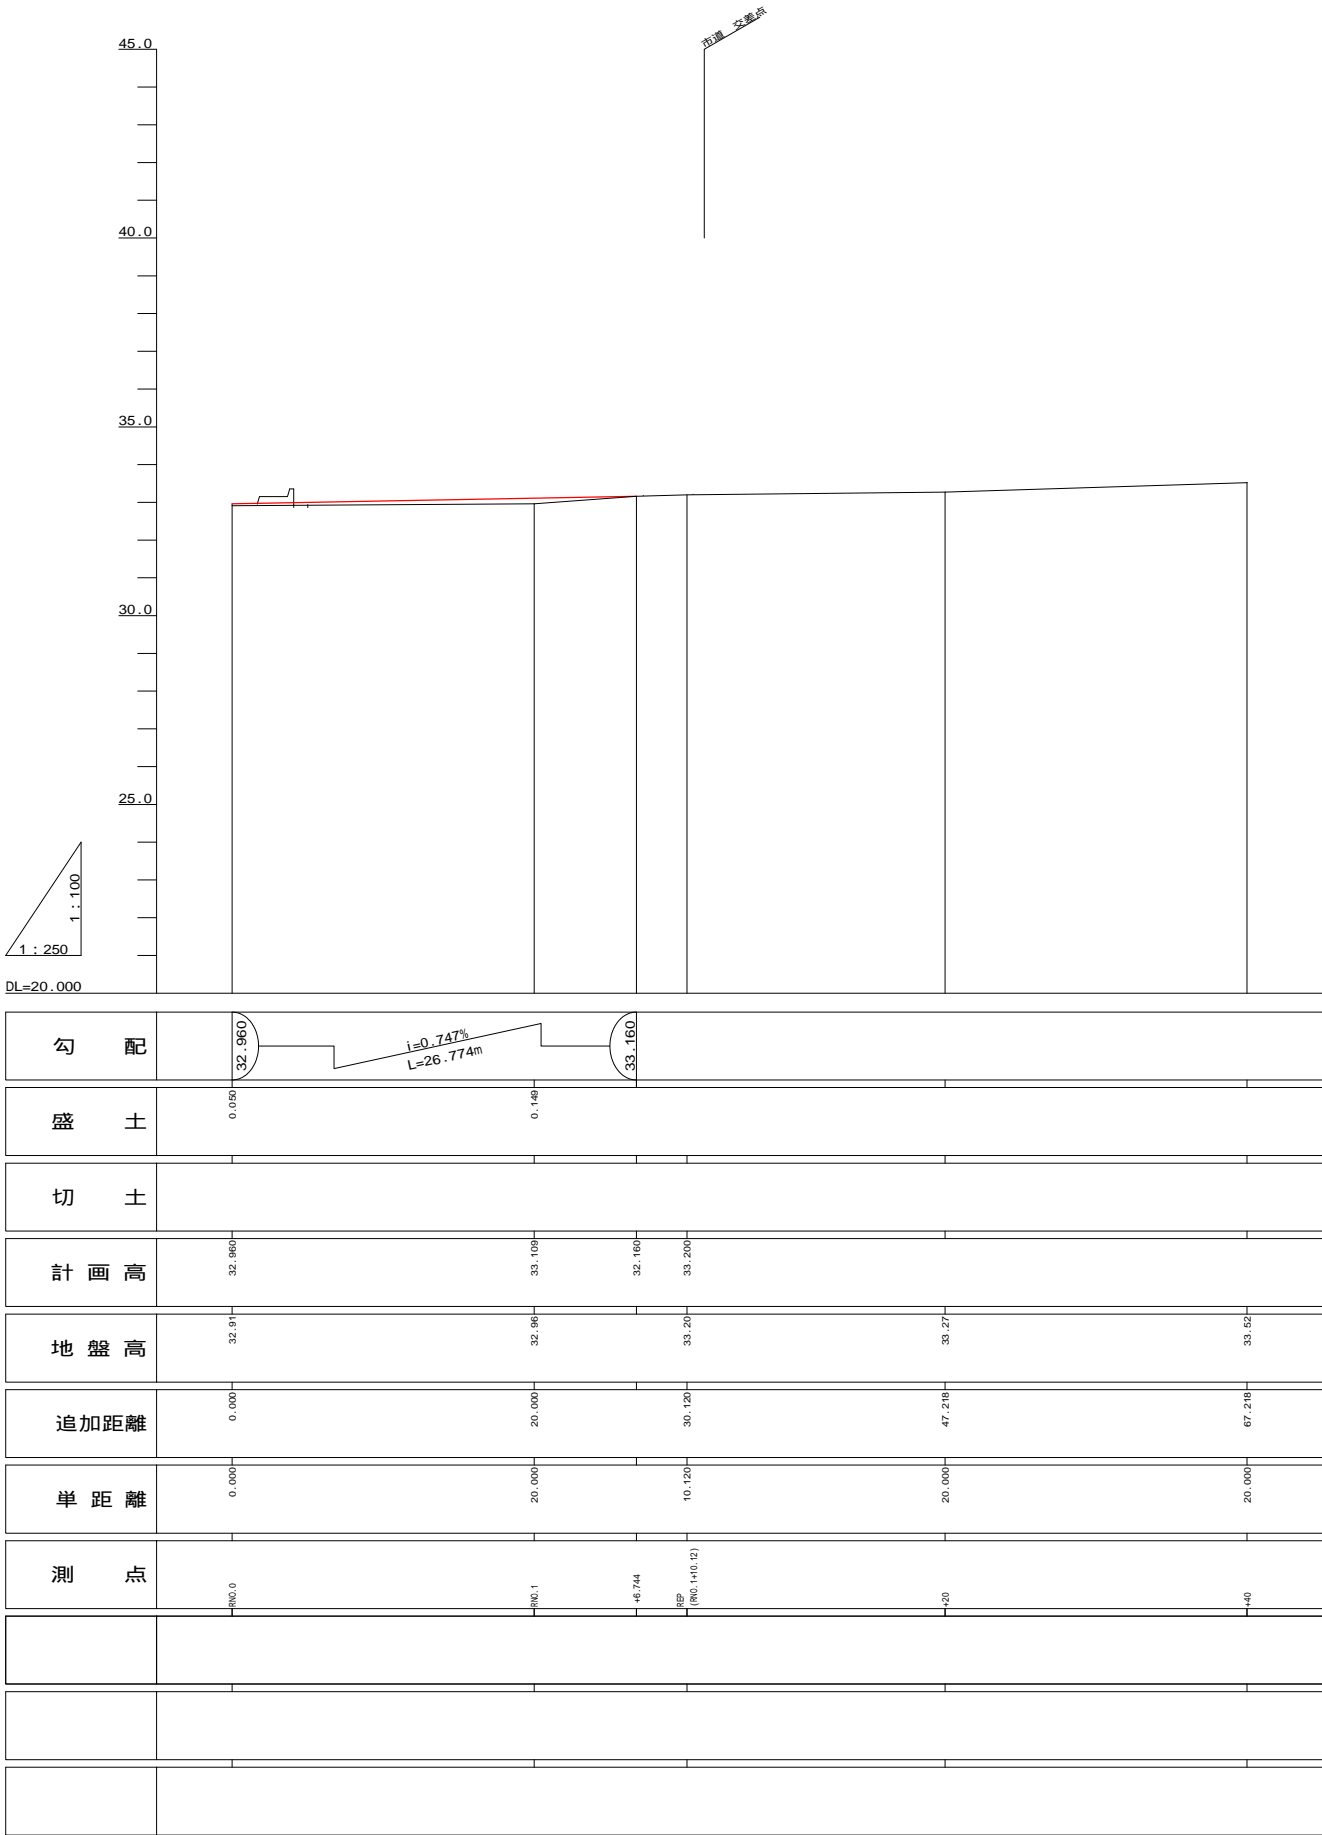 市道 交差点
45.0
40.0
35.0
30.0
25.0
1 : 100
1 : 250
DL=20.000
勾 配
32.960
i=0.747%
L=26.774m
33.160
盛 土
0.050
0.149
切 土
計 画 高
32.960
33.109
32.160
33.200
地 盤 高
32.91
32.96
33.20
33.27
33.52
追加距離
0.000
20.000
30.120
47.218
67.218
単 距 離
0.000
20.000
10.120
20.000
20.000
測 点
RNO.0
RNO.1
+6.744
REP
(RNO.1+10.12)
+20
+40